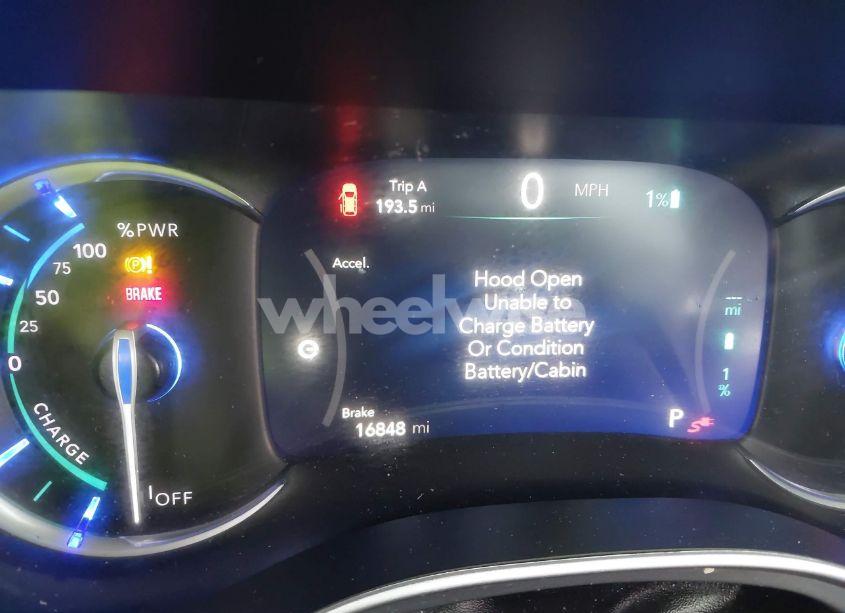 %PWR
100
75
50
25
0
CHARGE
OFF
P!
BRAKE
Trip A
193.5 mi
0 MPH
1%
Accel.
Hood Open
Unable to
Charge Battery
Or Condition
Battery/Cabin
--- mi
1
%
Brake
16848 mi
P